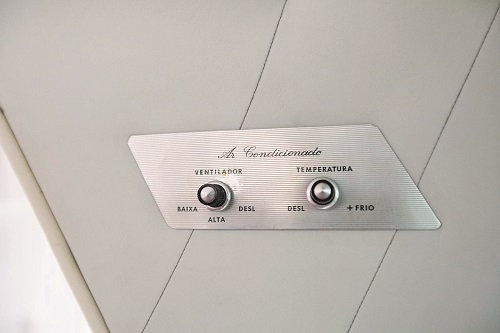 Ar Condicionado
VENTILADOR
TEMPERATURA
BAIXA
DESL
DESL
+ FRIO
ALTA